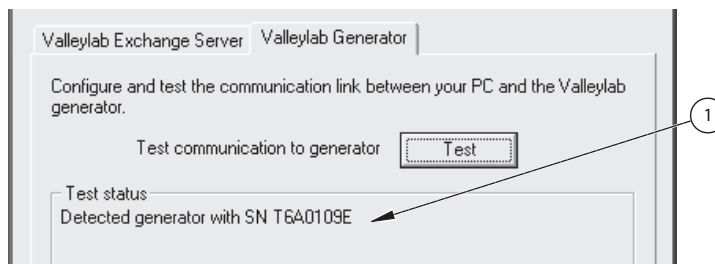 Valleylab Exchange Server Valleylab Generator
Configure and test the communication link between your PC and the Valleylab
generator.
Test communication to generator Test
1
Test status
Detected generator with SN T6A0109E